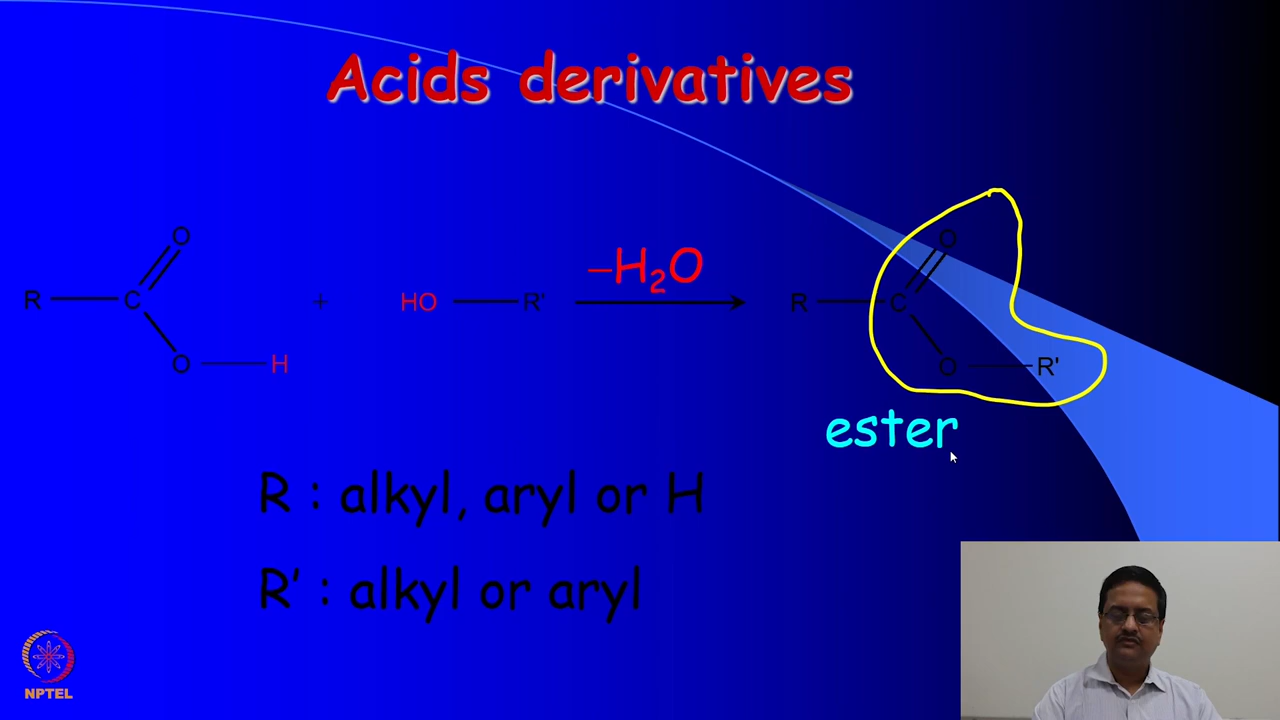 Acids derivatives
R C O O H + HO R' –H₂O R C O O R'
ester
R : alkyl, aryl or H
R' : alkyl or aryl
NPTEL